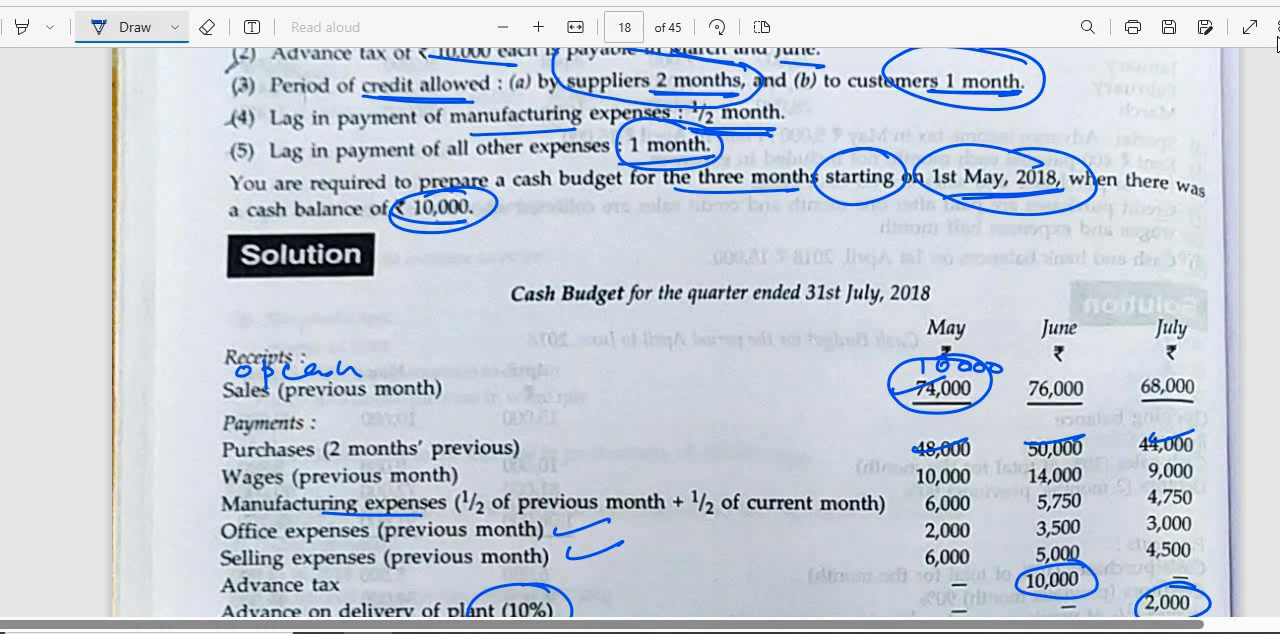 Draw
Read aloud
18 of 45
(2) Advance tax of ₹ 10,000 each is payable in March and June.
(3) Period of credit allowed : (a) by suppliers 2 months, and (b) to customers 1 month.
(4) Lag in payment of manufacturing expenses : 1/2 month.
(5) Lag in payment of all other expenses : 1 month.
You are required to prepare a cash budget for the three months starting on 1st May, 2018, when there was
a cash balance of ₹ 10,000.
Solution
Cash Budget for the quarter ended 31st July, 2018
May June July
₹ ₹ ₹
Receipts :
op cash 10000
Sales (previous month) 74,000 76,000 68,000
Payments :
Purchases (2 months' previous) 48,000 50,000 44,000
Wages (previous month) 10,000 14,000 9,000
Manufacturing expenses (1/2 of previous month + 1/2 of current month) 6,000 5,750 4,750
Office expenses (previous month) 2,000 3,500 3,000
Selling expenses (previous month) 6,000 5,000 4,500
Advance tax — 10,000 —
Advance on delivery of plant (10%) — — 2,000